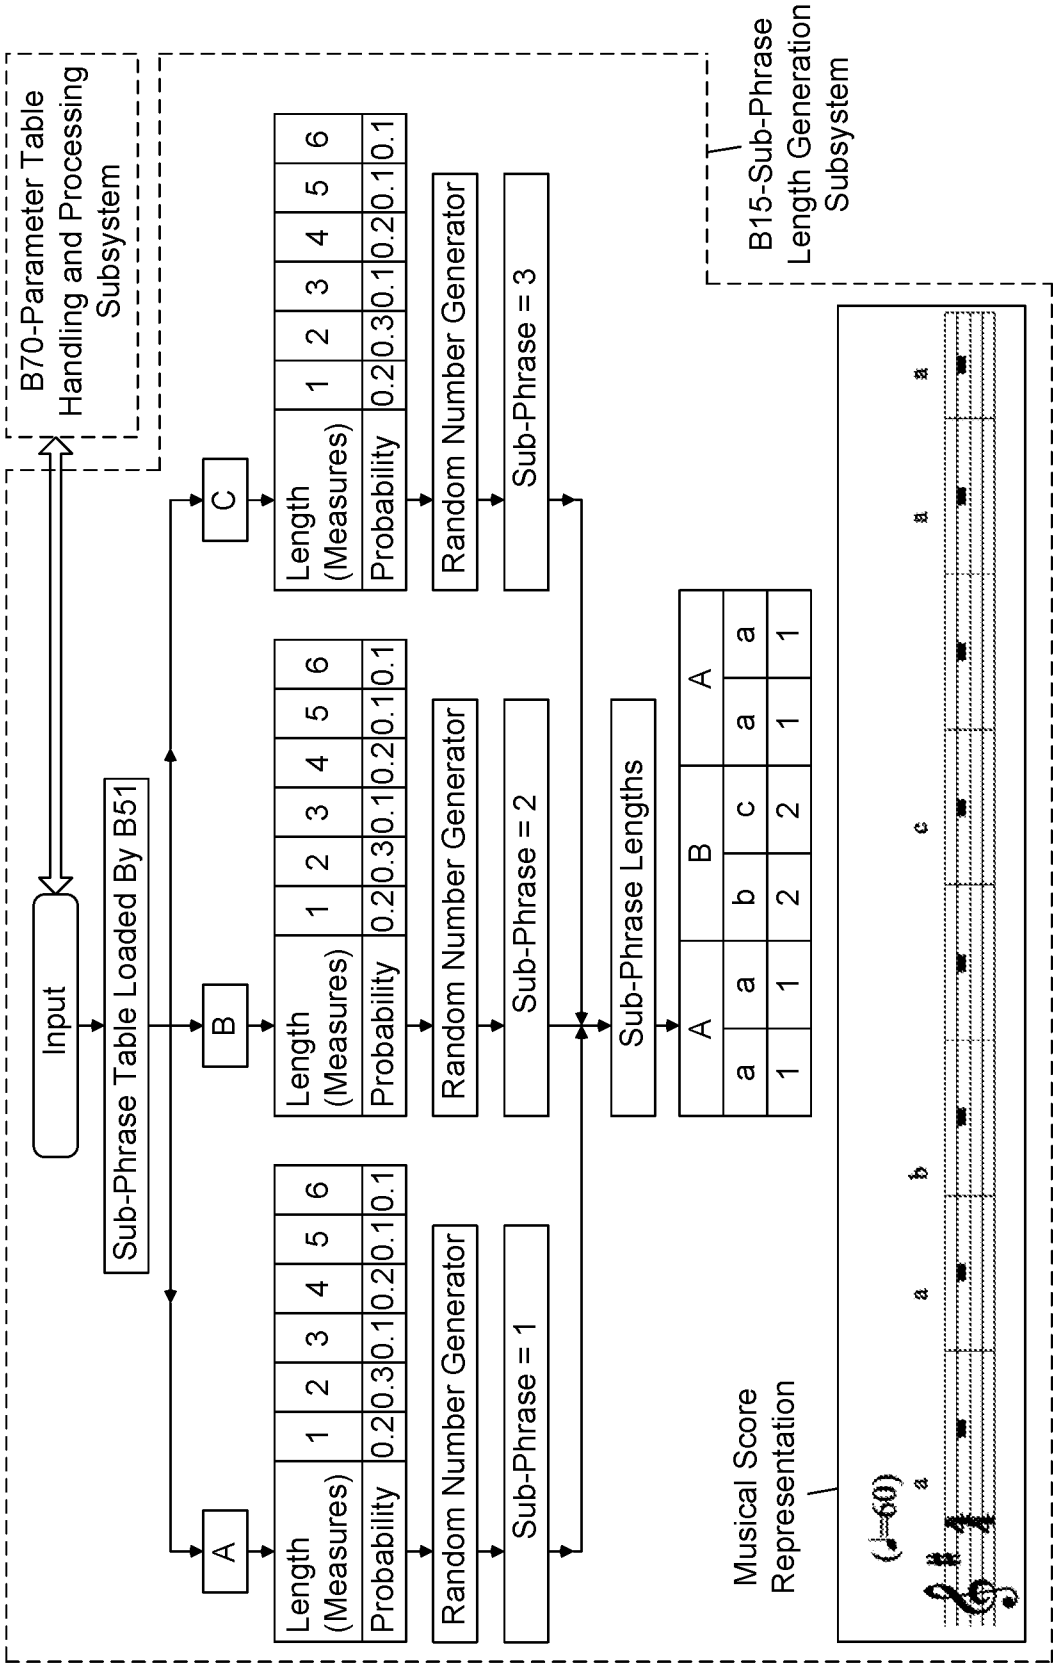 B70-Parameter Table
Handling and Processing
Subsystem
Input
Sub-Phrase Table Loaded By B51
A
B
C
Length
(Measures) 1 2 3 4 5 6
Probability 0.2 0.3 0.1 0.2 0.1 0.1
Length
(Measures) 1 2 3 4 5 6
Probability 0.2 0.3 0.1 0.2 0.1 0.1
Length
(Measures) 1 2 3 4 5 6
Probability 0.2 0.3 0.1 0.2 0.1 0.1
Random Number Generator
Random Number Generator
Random Number Generator
Sub-Phrase = 1
Sub-Phrase = 2
Sub-Phrase = 3
Sub-Phrase Lengths
A B A
a a b c a a
1 1 2 2 1 1
B15-Sub-Phrase
Length Generation
Subsystem
Musical Score
Representation
(♩=60)
a a b c a a